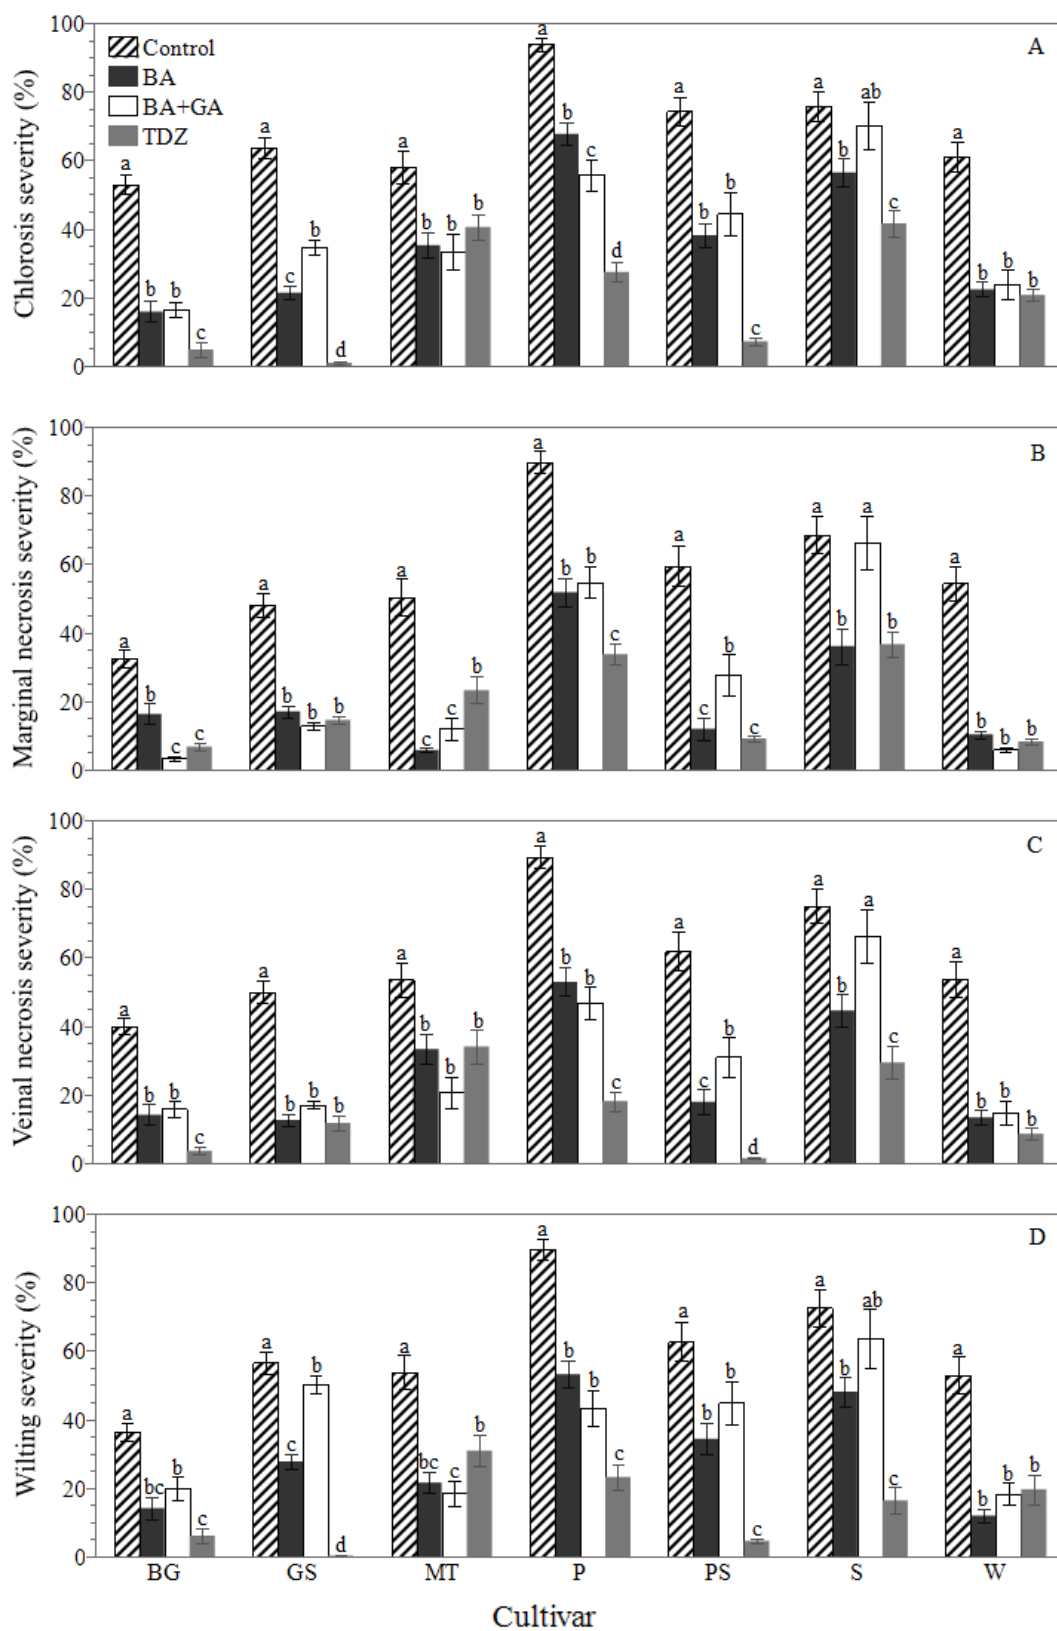 Chlorosis severity (%)
100
80
60
40
20
0
Control
BA
BA+GA
TDZ
A
a b b c
a c b d
a b b b
a b c d
a b b c
a b ab c
a b b b
Marginal necrosis severity (%)
100
80
60
40
20
0
B
a b c c
a b b b
a c c b
a b b c
a c b c
a b a b
a b b b
Veinal necrosis severity (%)
100
80
60
40
20
0
C
a b b c
a b b b
a b b b
a b b c
a c b d
a b a c
a b b b
Wilting severity (%)
100
80
60
40
20
0
D
a bc b c
a c b d
a bc c b
a b b c
a b b c
a b ab c
a b b b
BG GS MT P PS S W
Cultivar